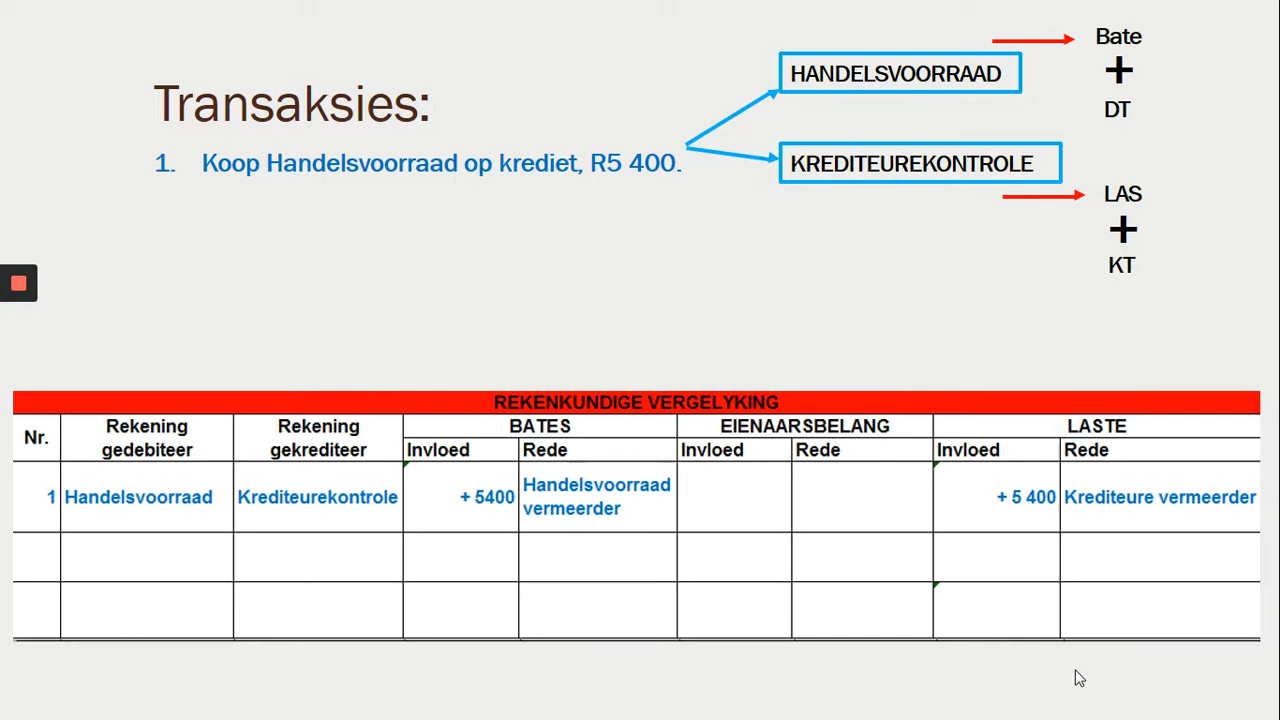 Bate
HANDELSVOORRAAD
+
DT
Transaksies:
1. Koop Handelsvoorraad op krediet, R5 400.
KREDITEUREKONTROLE
LAS
+
KT
REKENKUNDIGE VERGELYKING
Nr. Rekening gedebiteer Rekening gekrediteer BATES EIENAARSBELANG LASTE
Invloed Rede Invloed Rede Invloed Rede
1 Handelsvoorraad Krediteurekontrole + 5400 Handelsvoorraad vermeerder + 5 400 Krediteure vermeerder